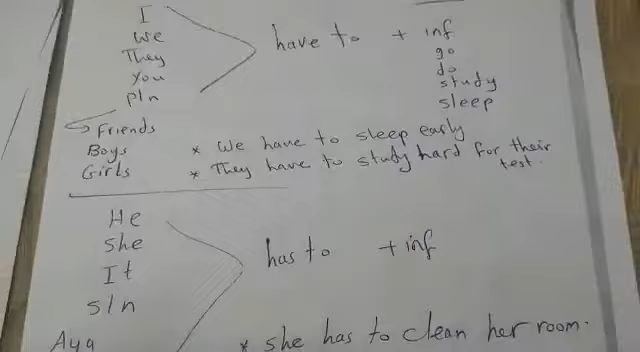 I
We
They
You
Pln
have to + inf
go
do
study
sleep
Friends
Boys
Girls
* We have to sleep early
* They have to study hard for their
test.
He
She
It
Sln
has to + inf
Aya
* she has to clean her room.